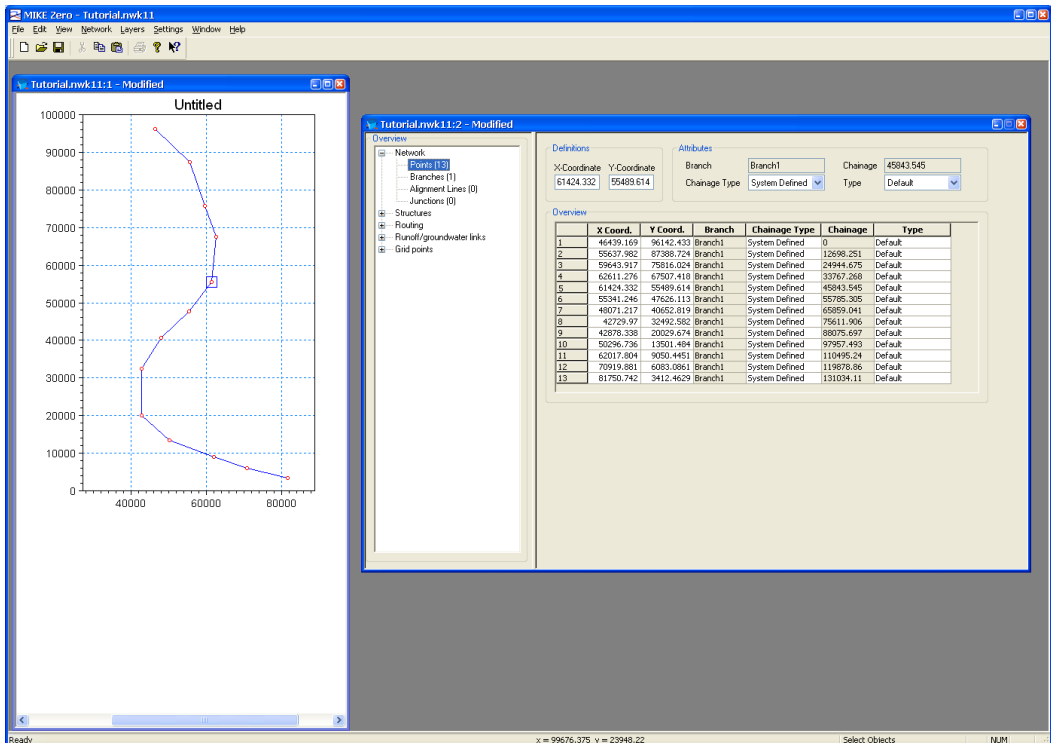 MIKE Zero - Tutorial.nwk11
File Edit View Network Layers Settings Window Help
Tutorial.nwk11:1 - Modified
Untitled
100000
90000
80000
70000
60000
50000
40000
30000
20000
10000
0
40000 60000 80000
Tutorial.nwk11:2 - Modified
Overview
Network
Points (13)
Branches (1)
Alignment Lines (0)
Junctions (0)
Structures
Routing
Runoff/groundwater links
Grid points
Definitions
X-Coordinate Y-Coordinate
61424.332 55489.614
Attributes
Branch Branch1 Chainage 45843.545
Chainage Type System Defined Type Default
Overview
X Coord. Y Coord. Branch Chainage Type Chainage Type
1 46439.169 96142.433 Branch1 System Defined 0 Default
2 55637.982 87388.724 Branch1 System Defined 12698.251 Default
3 59643.917 75816.024 Branch1 System Defined 24944.675 Default
4 62611.276 67507.418 Branch1 System Defined 33767.268 Default
5 61424.332 55489.614 Branch1 System Defined 45843.545 Default
6 55341.246 47626.113 Branch1 System Defined 55785.305 Default
7 48071.217 40652.819 Branch1 System Defined 65859.041 Default
8 42729.97 32492.582 Branch1 System Defined 75611.906 Default
9 42878.338 20029.674 Branch1 System Defined 88075.697 Default
10 50296.736 13501.484 Branch1 System Defined 97957.493 Default
11 62017.804 9050.4451 Branch1 System Defined 110495.24 Default
12 70919.881 6083.0861 Branch1 System Defined 119878.86 Default
13 81750.742 3412.4629 Branch1 System Defined 131034.11 Default
Ready x = 99676.375 y = 23948.22 Select Objects NUM